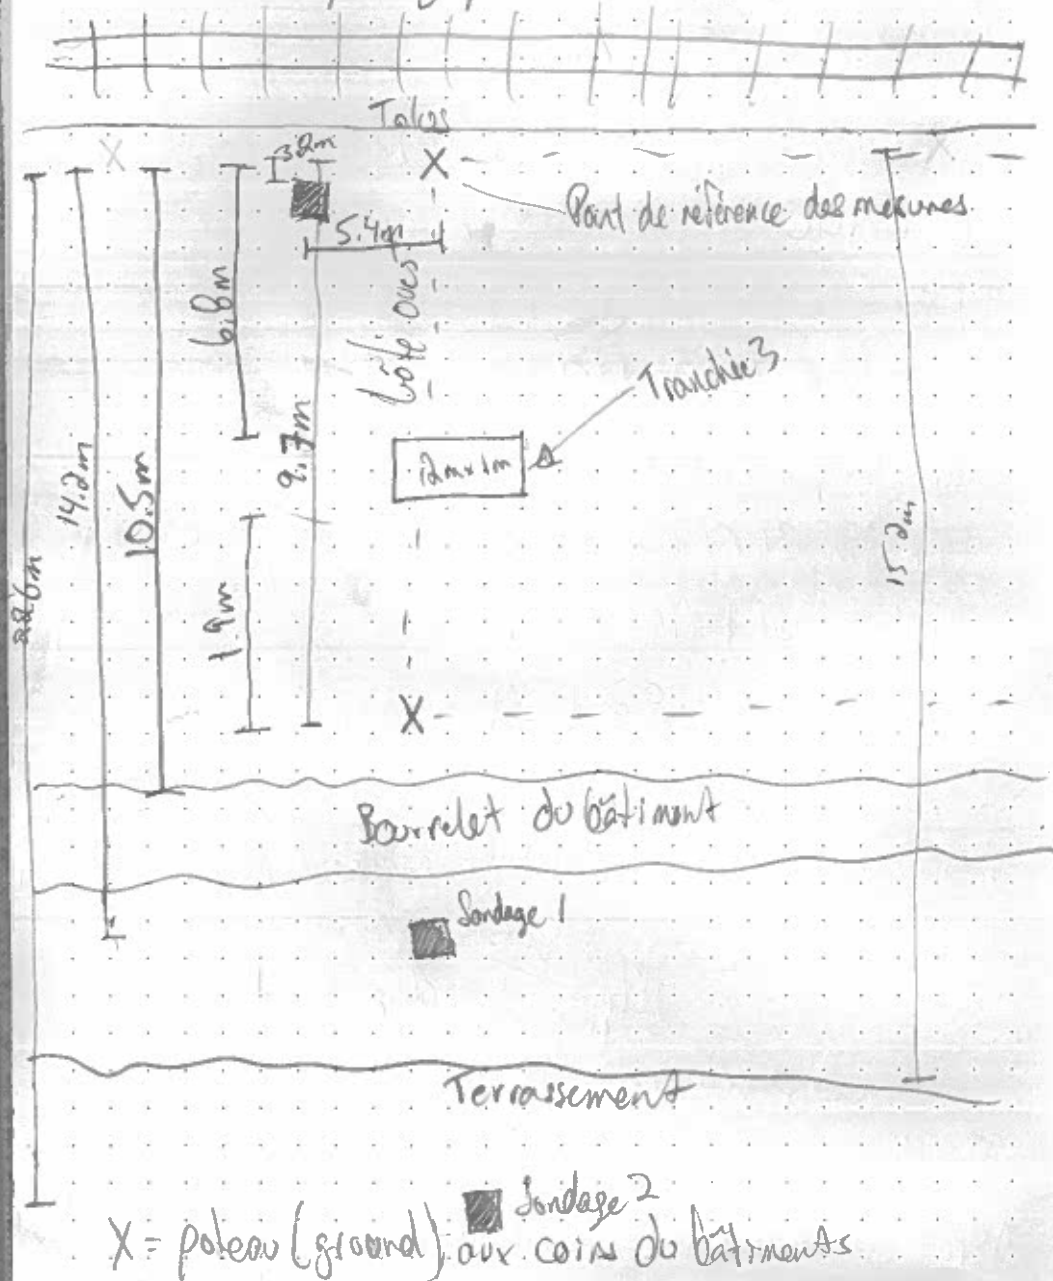 Talus
3.2m
X
Point de référence des mesures
5.4m
6.8m
Côté oues
Tranchée 3
9.7m
2m x 1m
14.2m
10.5m
15.2m
1.9m
X
Bourrelet du bâtiment
Sondage 1
Terrassement
Sondage 2
X = poteau (ground) aux coins du bâtiments